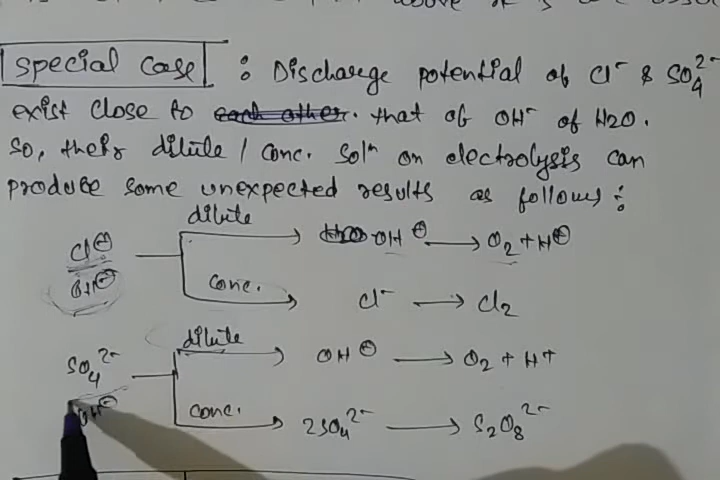 Special Case : Discharge potential of Cl⁻ & SO₄²⁻
exist close to that of OH⁻ of H₂O.
So, their dilute / Conc. Solⁿ on electrolysis can
produce some unexpected results as follows :
dilute
Cl⊖ OH⊖ → O₂ + H⊕
OH⊖ Conc. Cl⁻ → Cl₂
dilute
SO₄²⁻ OH⊖ → O₂ + H+
OH⊖ Conc. 2SO₄²⁻ → S₂O₈²⁻